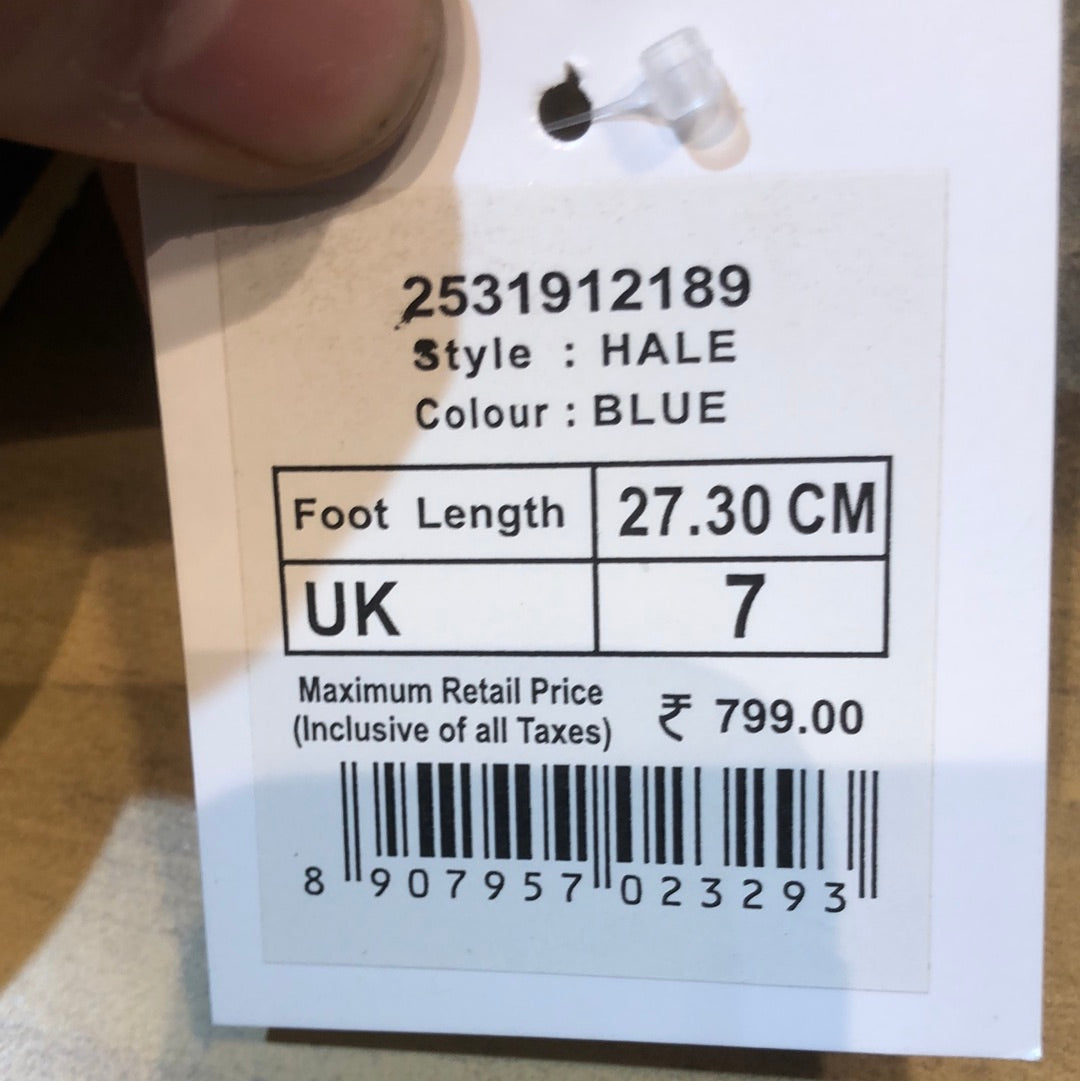 2531912189
Style : HALE
Colour : BLUE
Foot Length 27.30 CM
UK 7
Maximum Retail Price
(Inclusive of all Taxes) ₹ 799.00
8 907957 023293